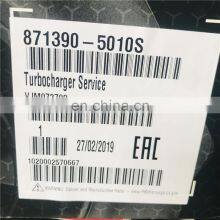 871390-5010S
Turbocharger Service
1
27/02/2019
EAC
1020002570667